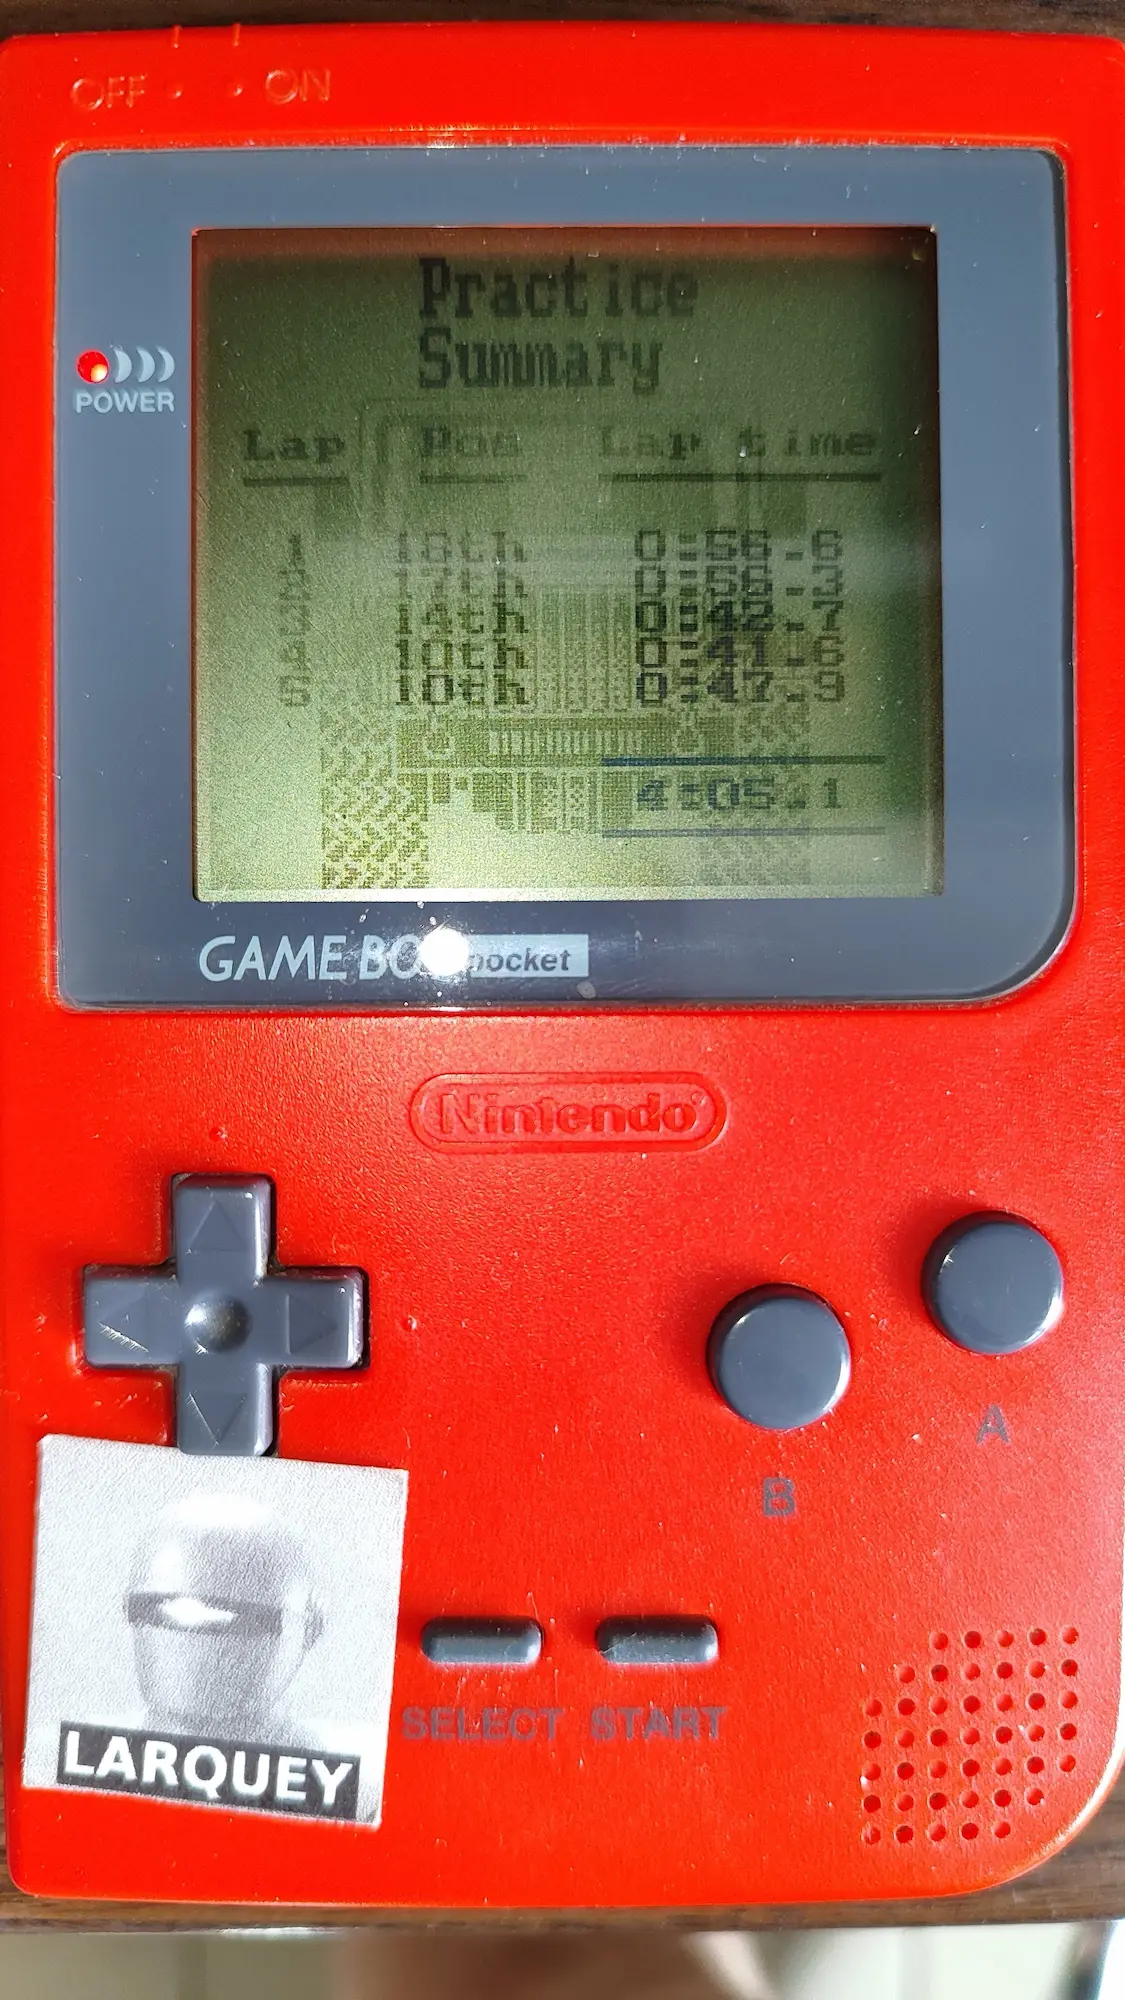 OFF ON
Practice
Summary
POWER
Lap Pos Lap time
1 18th 0:56.6
2 17th 0:56.3
3 14th 0:42.7
4 10th 0:41.6
5 10th 0:47.9
4:05.1
GAME BOY pocket
Nintendo
A
B
SELECT START
LARQUEY